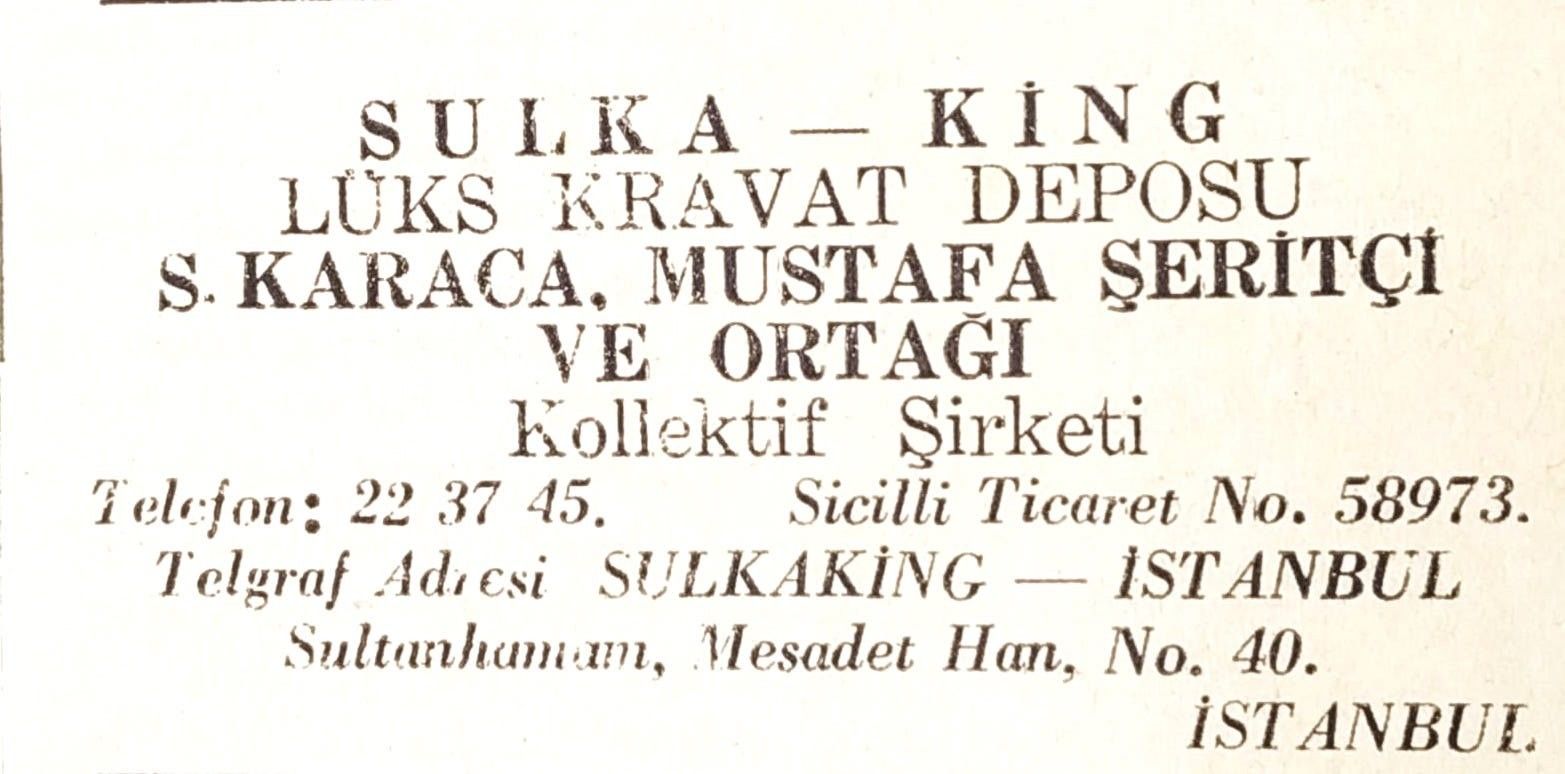 SULKA — KİNG
LÜKS KRAVAT DEPOSU
S. KARACA, MUSTAFA ŞERİTÇİ
VE ORTAĞI
Kollektif Şirketi
Telefon: 22 37 45. Sicilli Ticaret No. 58973.
Telgraf Adresi SULKAKİNG — İSTANBUL
Sultanhamam, Mesadet Han, No. 40.
İSTANBUL